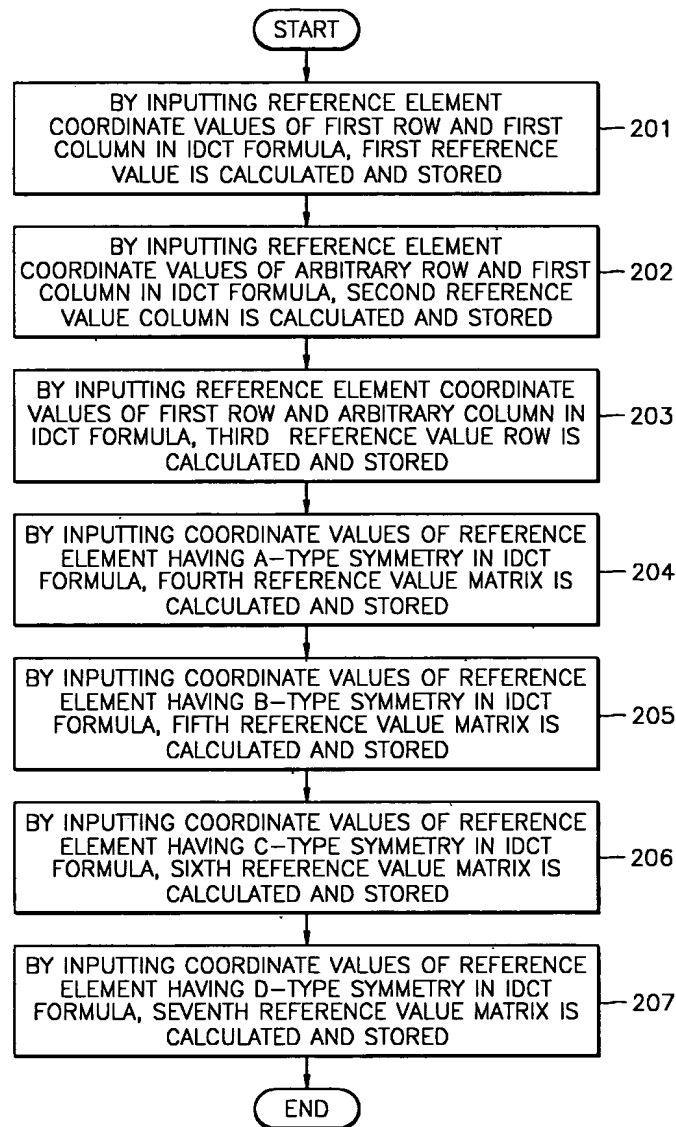 START
BY INPUTTING REFERENCE ELEMENT
COORDINATE VALUES OF FIRST ROW AND FIRST
COLUMN IN IDCT FORMULA, FIRST REFERENCE
VALUE IS CALCULATED AND STORED
201
BY INPUTTING REFERENCE ELEMENT
COORDINATE VALUES OF ARBITRARY ROW AND FIRST
COLUMN IN IDCT FORMULA, SECOND REFERENCE
VALUE COLUMN IS CALCULATED AND STORED
202
BY INPUTTING REFERENCE ELEMENT COORDINATE
VALUES OF FIRST ROW AND ARBITRARY COLUMN IN
IDCT FORMULA, THIRD REFERENCE VALUE ROW IS
CALCULATED AND STORED
203
BY INPUTTING COORDINATE VALUES OF REFERENCE
ELEMENT HAVING A-TYPE SYMMETRY IN IDCT
FORMULA, FOURTH REFERENCE VALUE MATRIX IS
CALCULATED AND STORED
204
BY INPUTTING COORDINATE VALUES OF REFERENCE
ELEMENT HAVING B-TYPE SYMMETRY IN IDCT
FORMULA, FIFTH REFERENCE VALUE MATRIX IS
CALCULATED AND STORED
205
BY INPUTTING COORDINATE VALUES OF REFERENCE
ELEMENT HAVING C-TYPE SYMMETRY IN IDCT
FORMULA, SIXTH REFERENCE VALUE MATRIX IS
CALCULATED AND STORED
206
BY INPUTTING COORDINATE VALUES OF REFERENCE
ELEMENT HAVING D-TYPE SYMMETRY IN IDCT
FORMULA, SEVENTH REFERENCE VALUE MATRIX IS
CALCULATED AND STORED
207
END